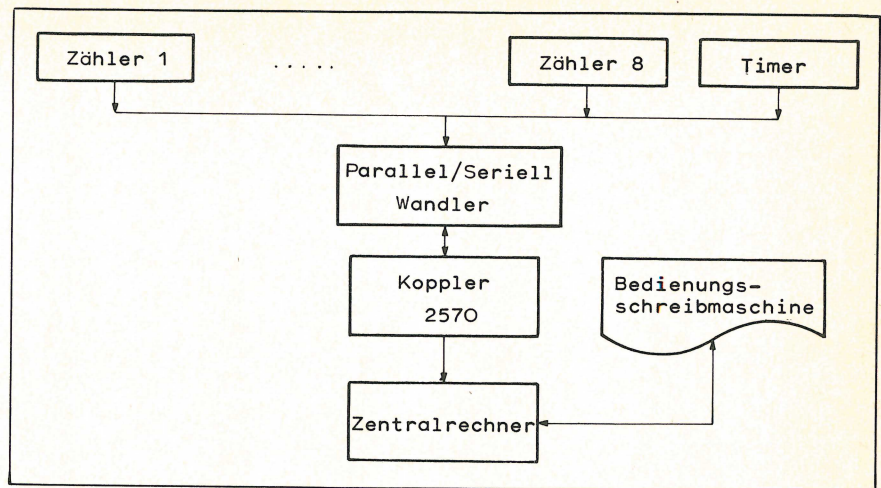 Zähler 1
.....
Zähler 8
Timer
Parallel/Seriell
Wandler
Koppler
2570
Bedienungs-
schreibmaschine
Zentralrechner